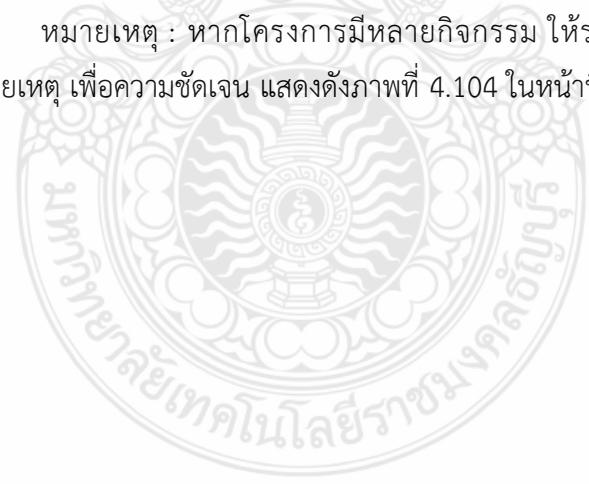 หมายเหตุ : หากโครงการมีหลายกิจกรรม ให้
ยเหตุ เพื่อความชัดเจน แสดงดังภาพที่ 4.104 ในหน้า
มหาวิทยาลัยเทคโนโลยีราชมงคลธัญบุรี